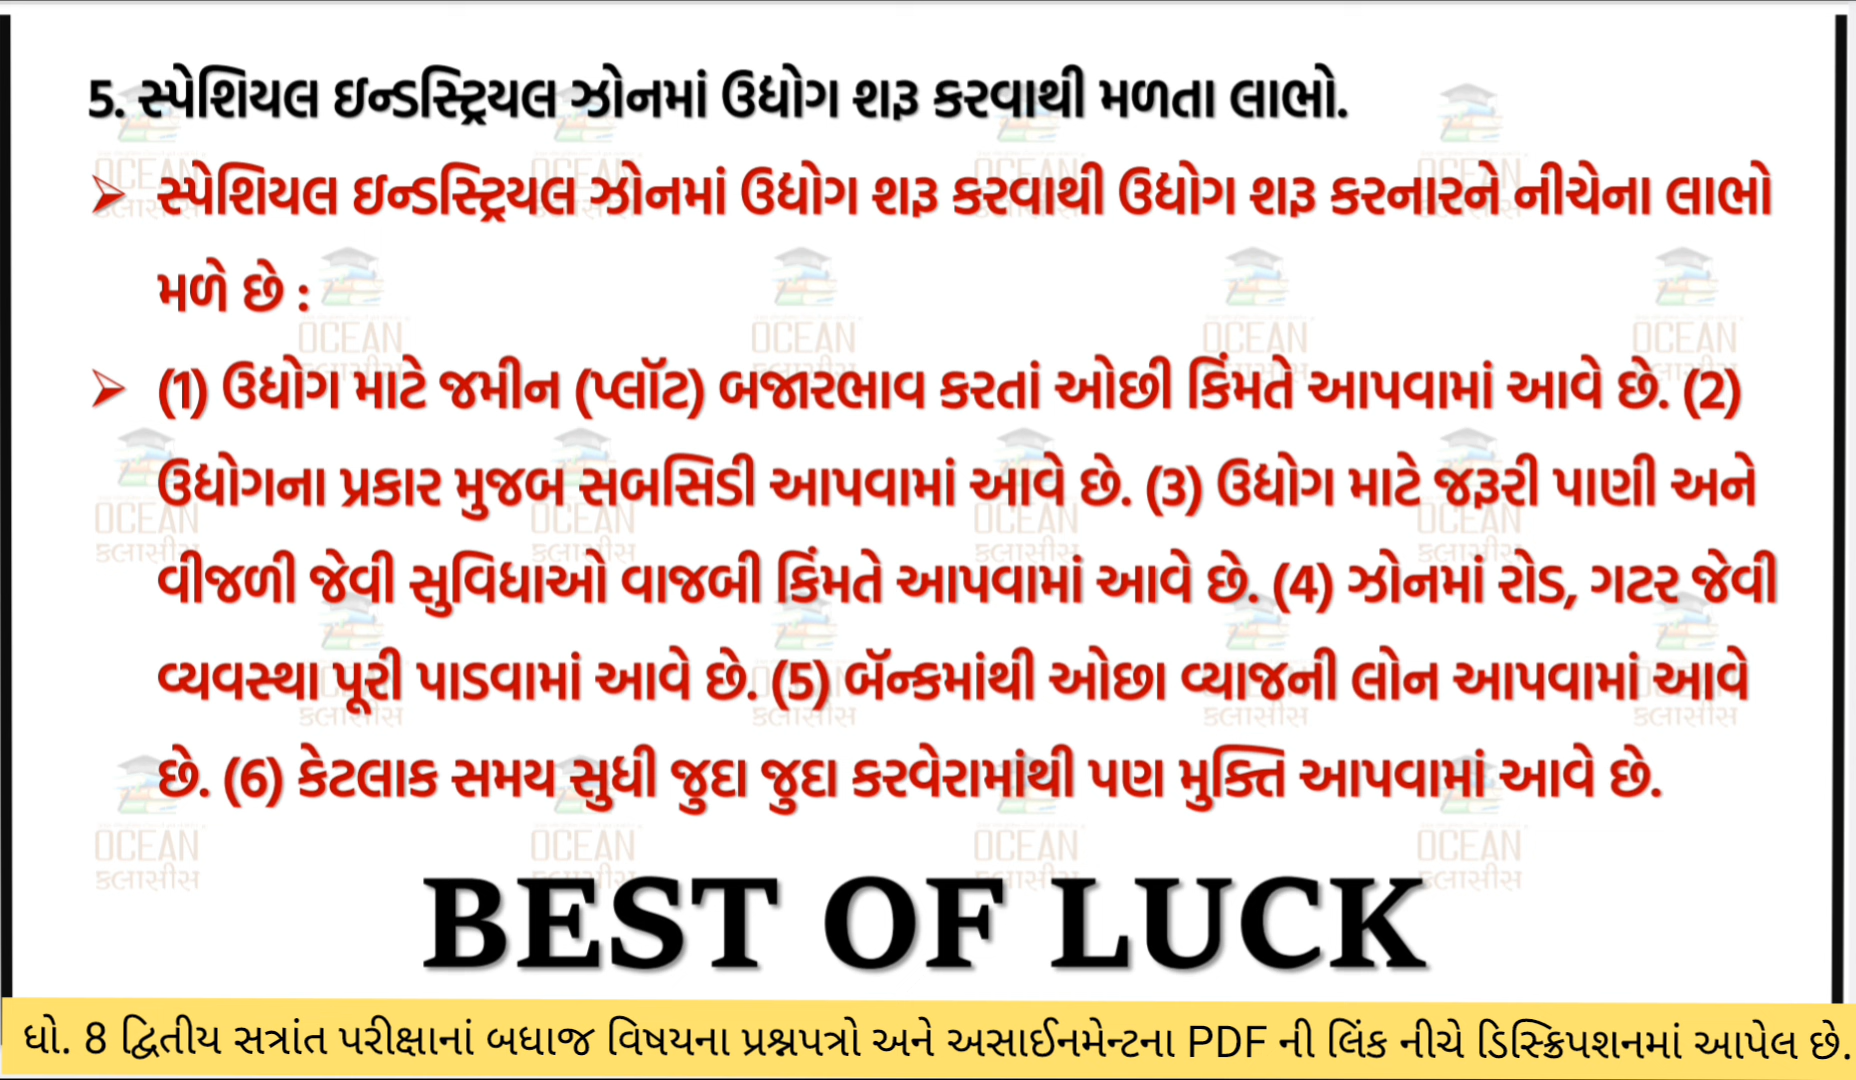 5. સ્પેશિયલ ઇન્ડસ્ટ્રિયલ ઝોનમાં ઉદ્યોગ શરૂ કરવાથી મળતા લાભો.
➢ સ્પેશિયલ ઇન્ડસ્ટ્રિયલ ઝોનમાં ઉદ્યોગ શરૂ કરવાથી ઉદ્યોગ શરૂ કરનારને નીચેના લાભો
મળે છે :
➢ (1) ઉદ્યોગ માટે જમીન (પ્લૉટ) બજારભાવ કરતાં ઓછી કિંમતે આપવામાં આવે છે. (2)
ઉદ્યોગના પ્રકાર મુજબ સબસિડી આપવામાં આવે છે. (3) ઉદ્યોગ માટે જરૂરી પાણી અને
વીજળી જેવી સુવિધાઓ વાજબી કિંમતે આપવામાં આવે છે. (4) ઝોનમાં રોડ, ગટર જેવી
વ્યવસ્થા પૂરી પાડવામાં આવે છે. (5) બૅન્કમાંથી ઓછા વ્યાજની લોન આપવામાં આવે
છે. (6) કેટલાક સમય સુધી જુદા જુદા કરવેરામાંથી પણ મુક્તિ આપવામાં આવે છે.
OCEAN
કલાસીસ
BEST OF LUCK
ધો. 8 દ્વિતીય સત્રાંત પરીક્ષાનાં બધાજ વિષયના પ્રશ્નપત્રો અને અસાઈનમેન્ટના PDF ની લિંક નીચે ડિસ્ક્રિપશનમાં આપેલ છે.